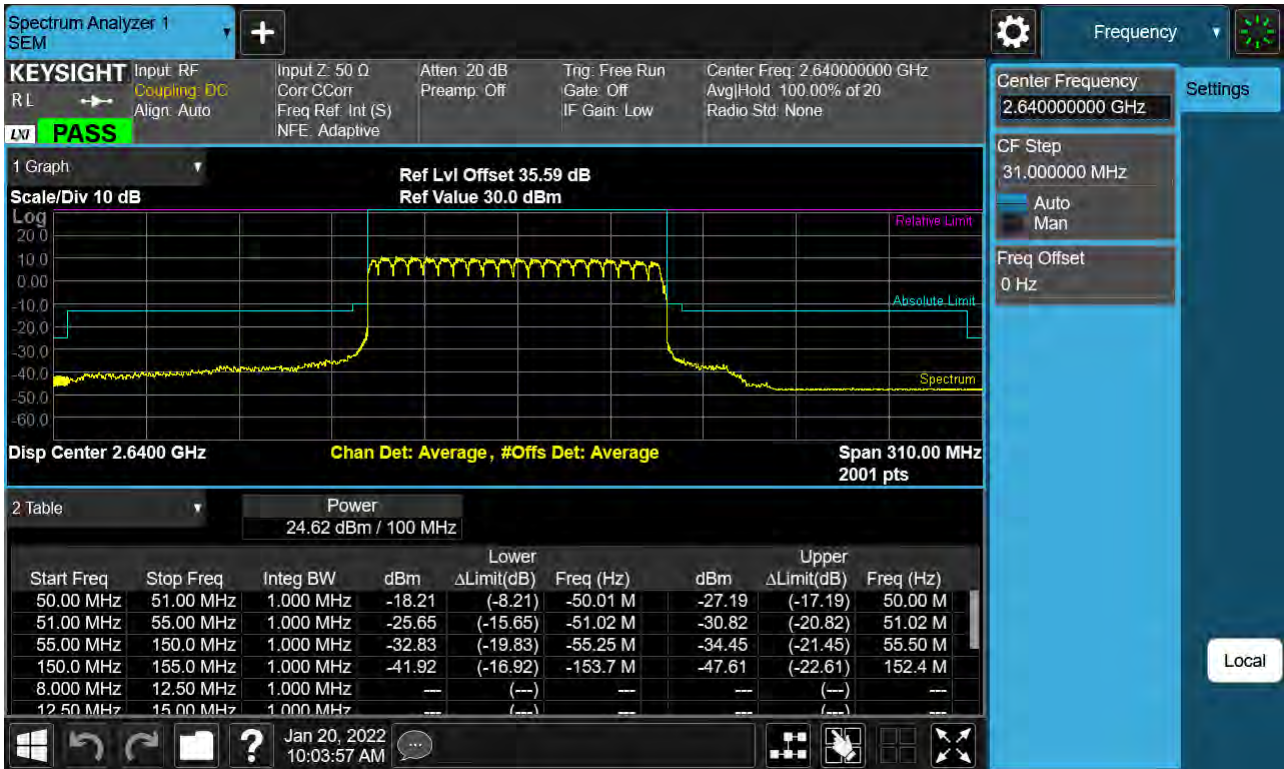 Spectrum Analyzer 1
SEM
Frequency
KEYSIGHT
R L
LXI
PASS
Input: RF
Coupling: DC
Align: Auto
Input Z: 50 Ω
Corr CCorr
Freq Ref: Int (S)
NFE: Adaptive
Atten: 20 dB
Preamp: Off
Trig: Free Run
Gate: Off
IF Gain: Low
Center Freq: 2.640000000 GHz
Avg|Hold: 100.00% of 20
Radio Std: None
Center Frequency
2.640000000 GHz
Settings
CF Step
31.000000 MHz
Auto
Man
Freq Offset
0 Hz
1 Graph
Ref Lvl Offset 35.59 dB
Scale/Div 10 dB
Ref Value 30.0 dBm
Log
Relative Limit
20.0
10.0
0.00
-10.0
Absolute Limit
-20.0
-30.0
-40.0
Spectrum
-50.0
-60.0
Disp Center 2.6400 GHz
Chan Det: Average, #Offs Det: Average
Span 310.00 MHz
2001 pts
2 Table
Power
24.62 dBm / 100 MHz
Lower Upper
Start Freq Stop Freq Integ BW dBm ΔLimit(dB) Freq (Hz) dBm ΔLimit(dB) Freq (Hz)
50.00 MHz 51.00 MHz 1.000 MHz -18.21 (-8.21) -50.01 M -27.19 (-17.19) 50.00 M
51.00 MHz 55.00 MHz 1.000 MHz -25.65 (-15.65) -51.02 M -30.82 (-20.82) 51.02 M
55.00 MHz 150.0 MHz 1.000 MHz -32.83 (-19.83) -55.25 M -34.45 (-21.45) 55.50 M
150.0 MHz 155.0 MHz 1.000 MHz -41.92 (-16.92) -153.7 M -47.61 (-22.61) 152.4 M
8.000 MHz 12.50 MHz 1.000 MHz --- (---) --- --- (---) ---
12.50 MHz 15.00 MHz 1.000 MHz --- (---) --- --- (---) ---
Local
?
Jan 20, 2022
10:03:57 AM